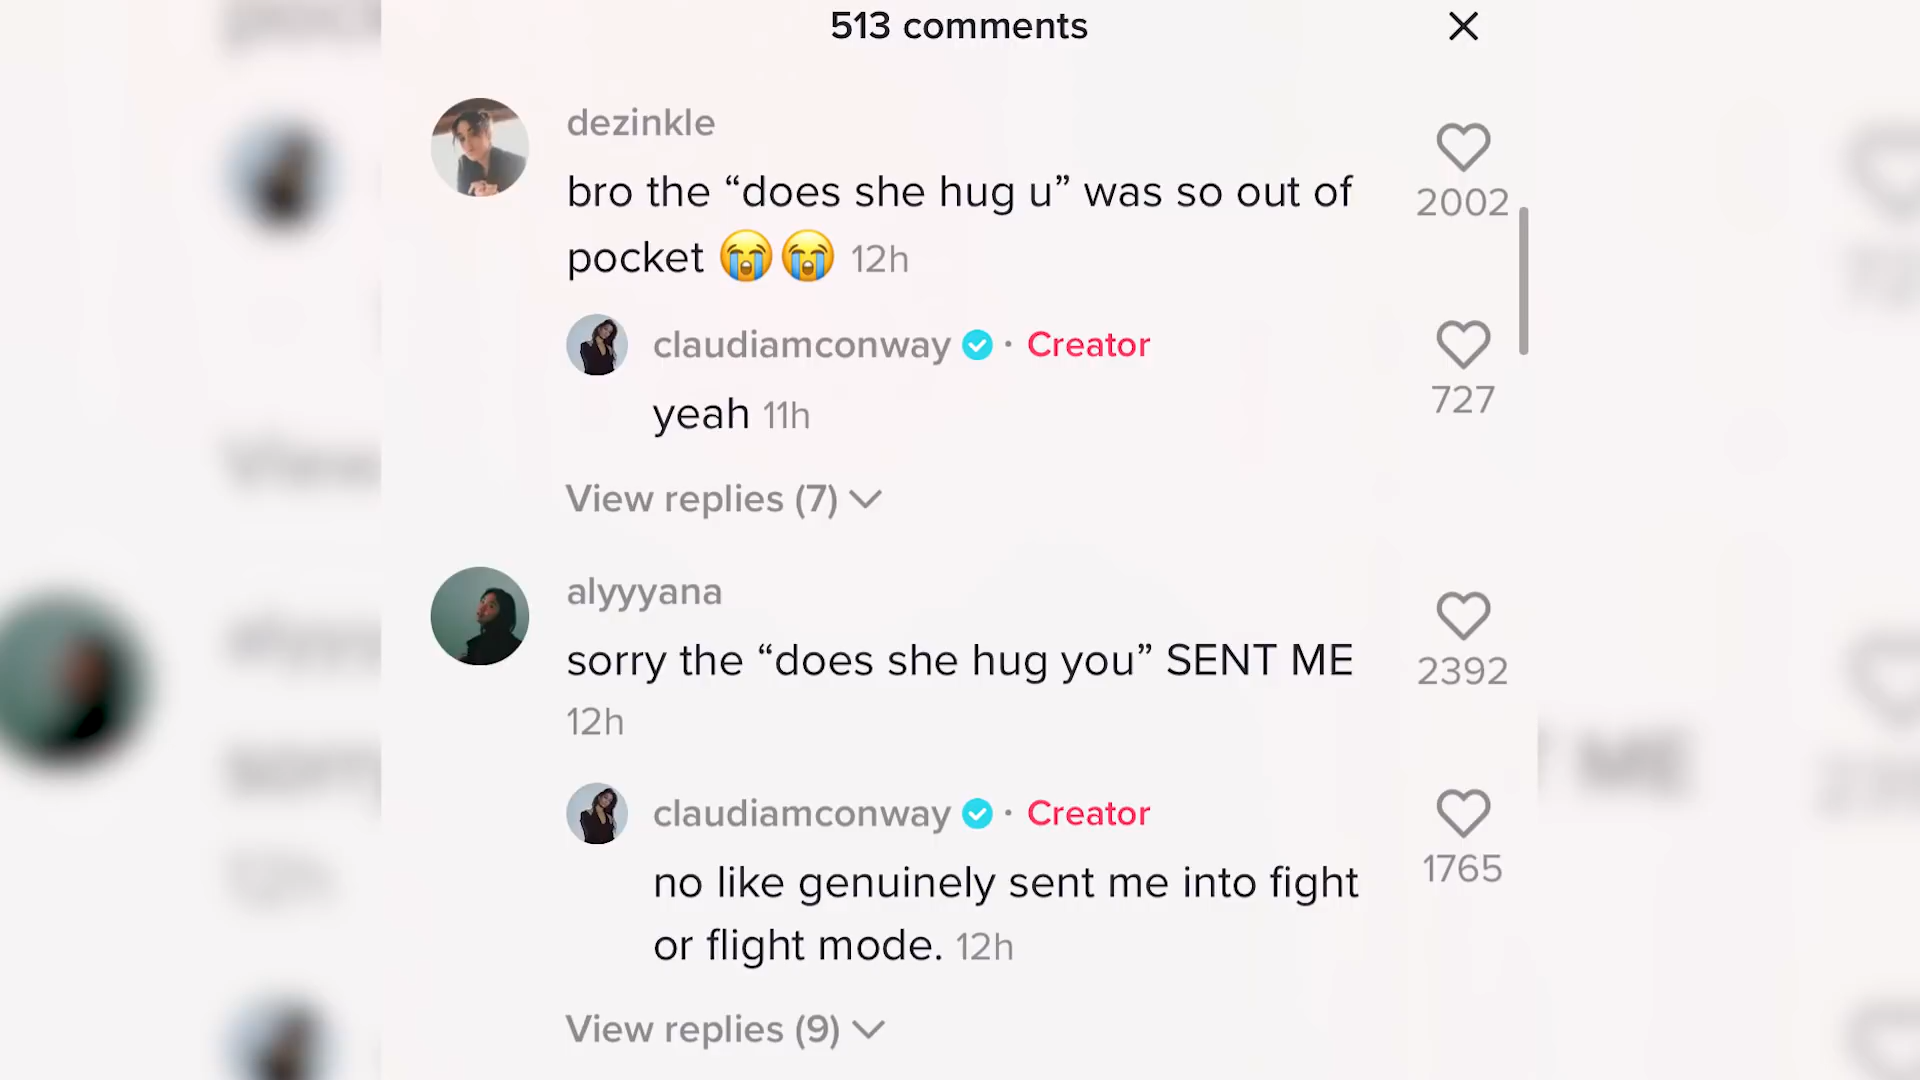 513 comments
dezinkle
bro the “does she hug u” was so out of
pocket 😭😭 12h
2002
claudiamconway · Creator
yeah 11h
727
View replies (7)
alyyyana
sorry the “does she hug you” SENT ME
12h
2392
claudiamconway · Creator
no like genuinely sent me into fight
or flight mode. 12h
1765
View replies (9)